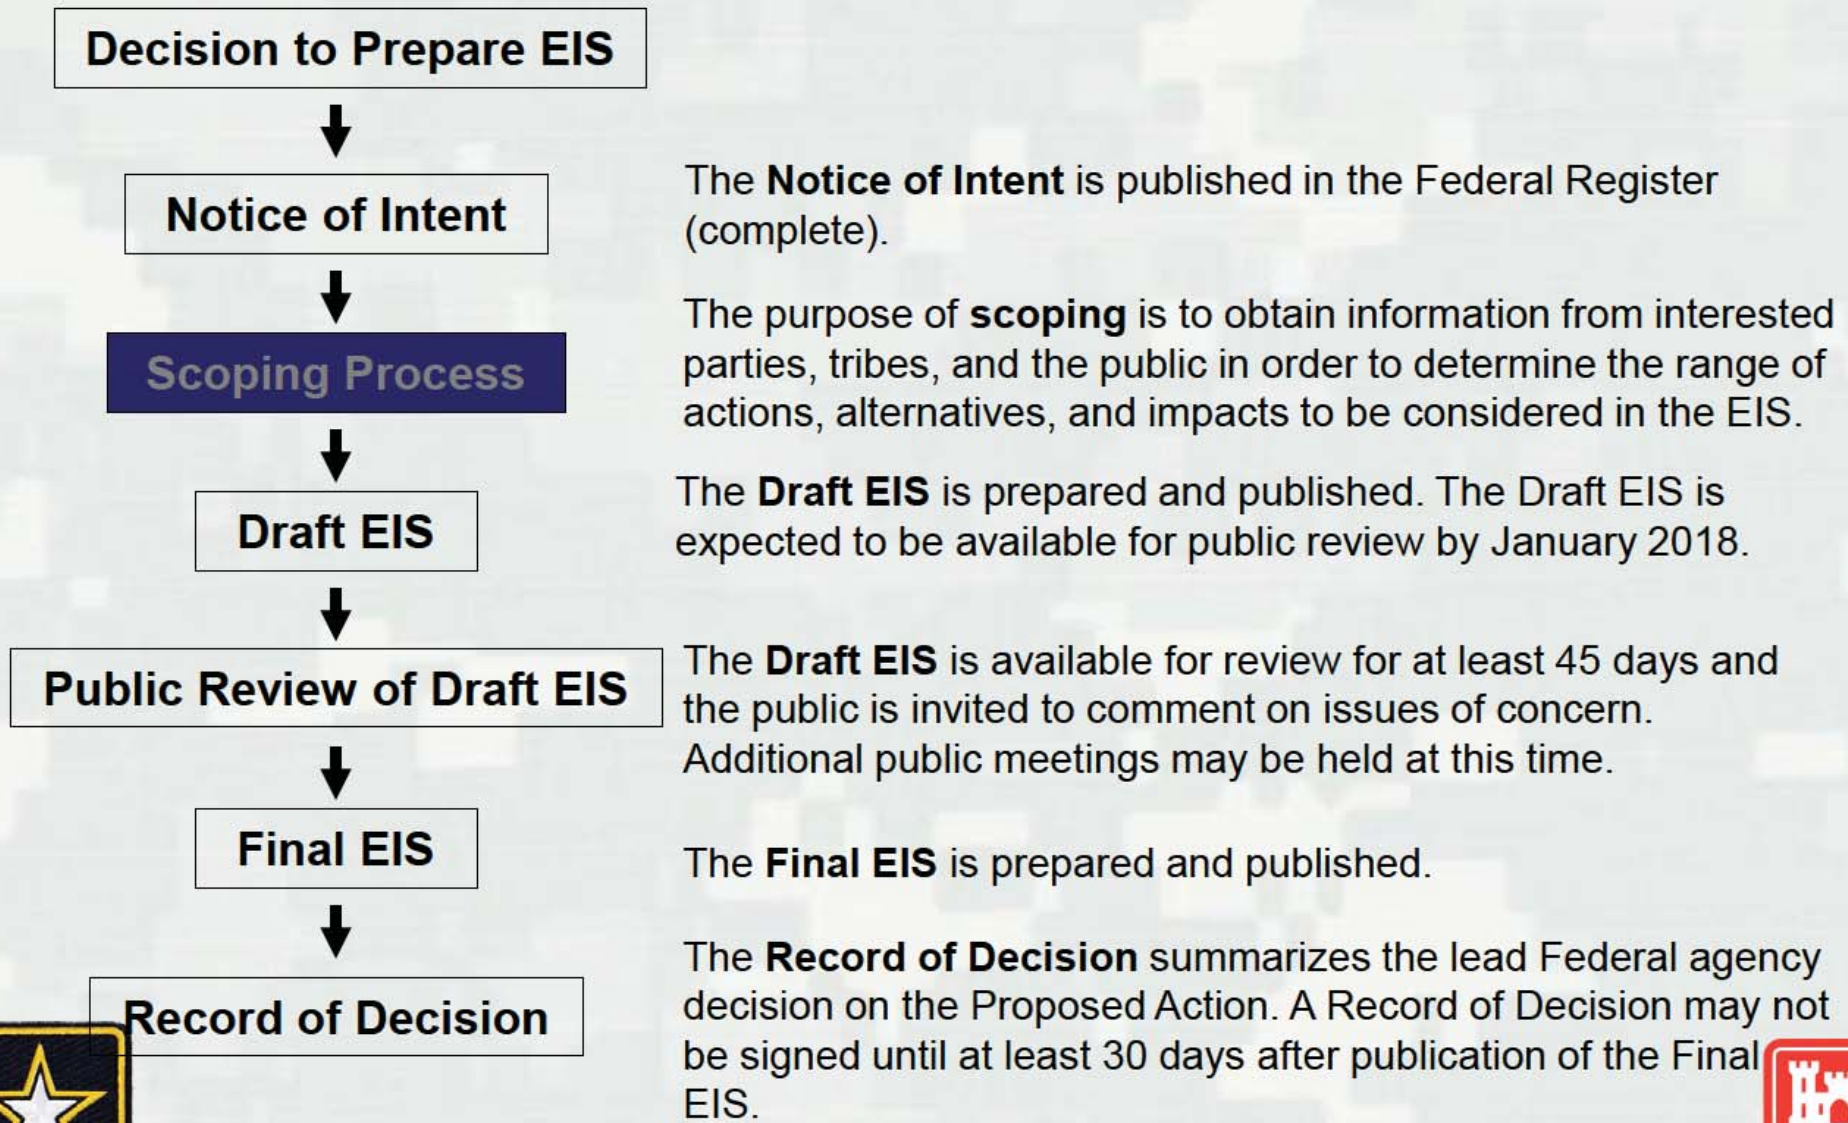 Decision to Prepare EIS
Notice of Intent
The Notice of Intent is published in the Federal Register
(complete).
Scoping Process
The purpose of scoping is to obtain information from interested
parties, tribes, and the public in order to determine the range of
actions, alternatives, and impacts to be considered in the EIS.
Draft EIS
The Draft EIS is prepared and published. The Draft EIS is
expected to be available for public review by January 2018.
Public Review of Draft EIS
The Draft EIS is available for review for at least 45 days and
the public is invited to comment on issues of concern.
Additional public meetings may be held at this time.
Final EIS
The Final EIS is prepared and published.
Record of Decision
The Record of Decision summarizes the lead Federal agency
decision on the Proposed Action. A Record of Decision may not
be signed until at least 30 days after publication of the Final
EIS.